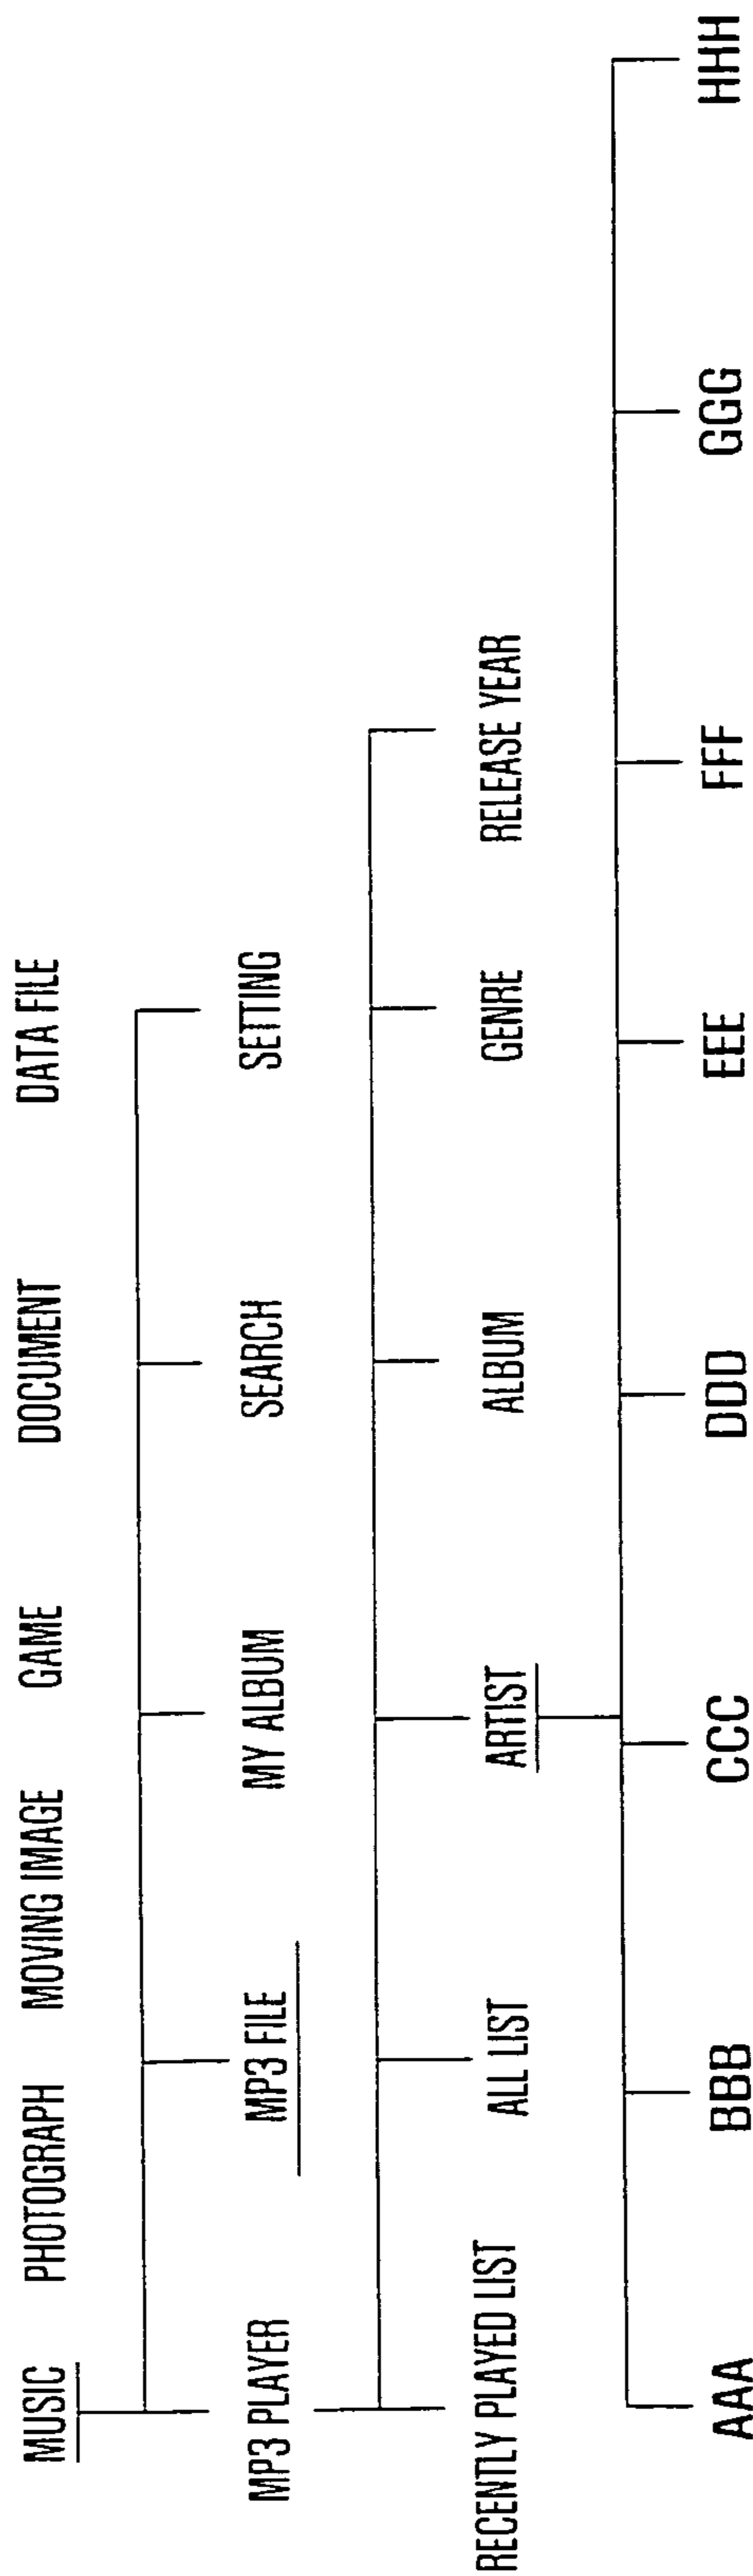 MUSIC PHOTOGRAPH MOVING IMAGE GAME DOCUMENT DATA FILE
MP3 PLAYER MP3 FILE MY ALBUM SEARCH SETTING
RECENTLY PLAYED LIST ALL LIST ARTIST ALBUM GENRE RELEASE YEAR
AAA BBB CCC DDD EEE FFF GGG HHH